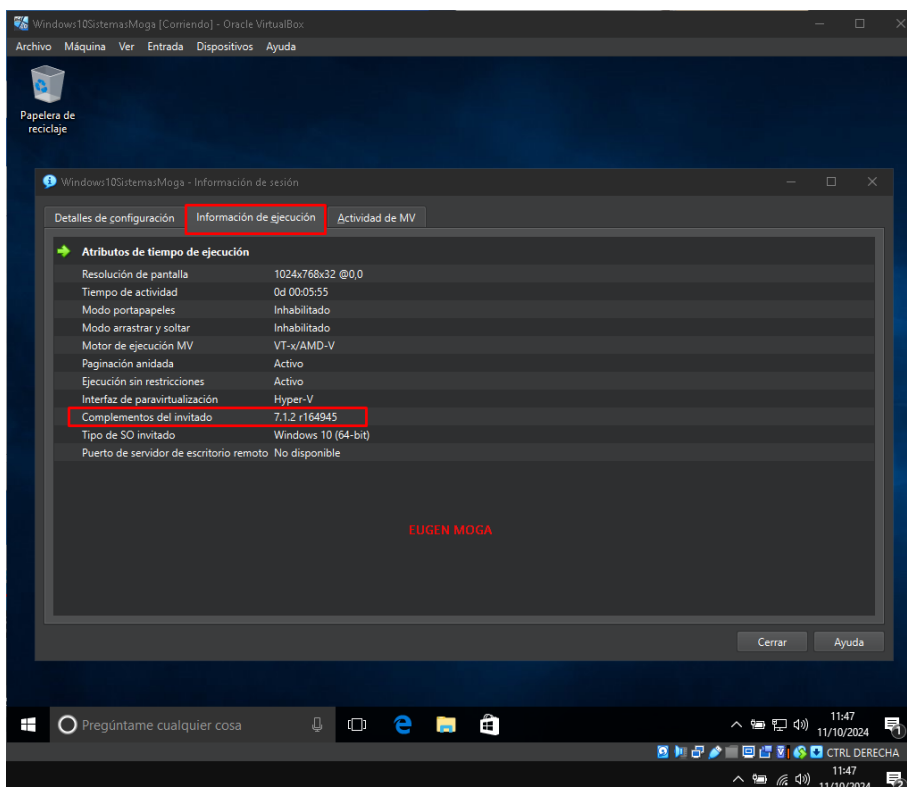 Windows10SistemasMoga [Corriendo] - Oracle VirtualBox
Archivo Máquina Ver Entrada Dispositivos Ayuda
Papelera de
reciclaje
Windows10SistemasMoga - Información de sesión
Detalles de configuración Información de ejecución Actividad de MV
Atributos de tiempo de ejecución
Resolución de pantalla 1024x768x32 @0,0
Tiempo de actividad 0d 00:05:55
Modo portapapeles Inhabilitado
Modo arrastrar y soltar Inhabilitado
Motor de ejecución MV VT-x/AMD-V
Paginación anidada Activo
Ejecución sin restricciones Activo
Interfaz de paravirtualización Hyper-V
Complementos del invitado 7.1.2 r164945
Tipo de SO invitado Windows 10 (64-bit)
Puerto de servidor de escritorio remoto No disponible
EUGEN MOGA
Cerrar Ayuda
Pregúntame cualquier cosa
11:47
11/10/2024
1
CTRL DERECHA
11:47
11/10/2024
2